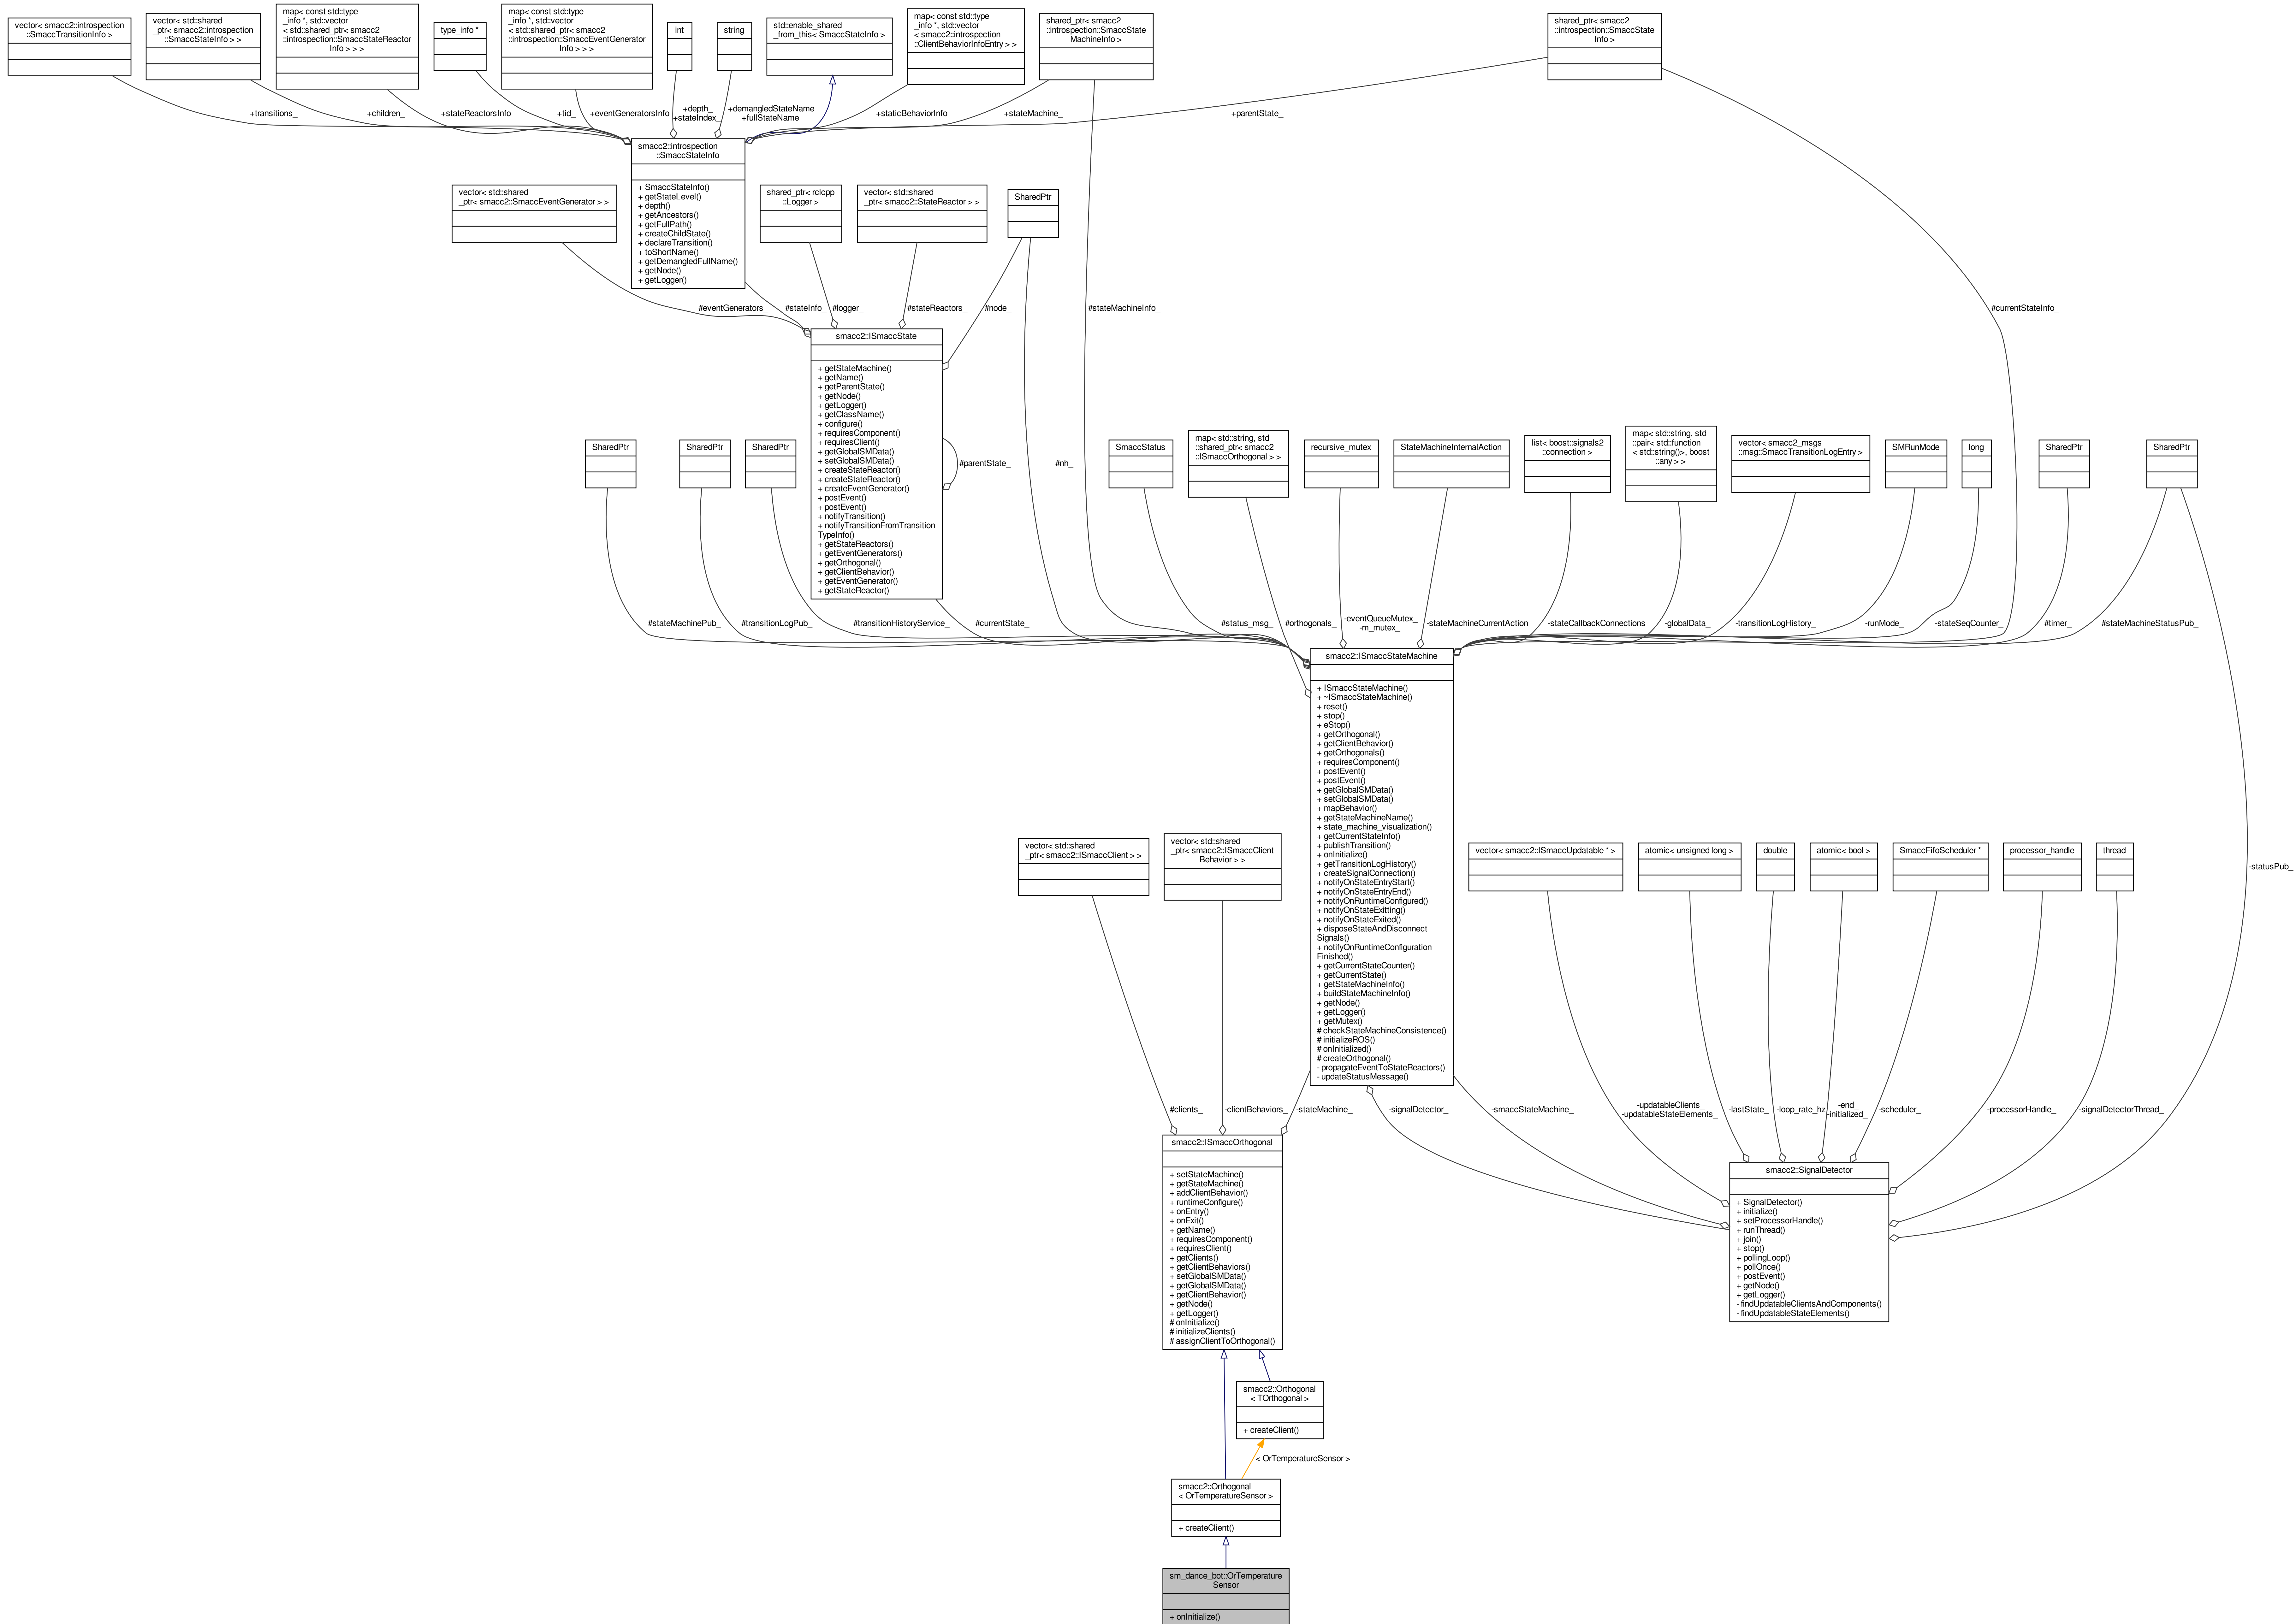 vector< smacc2::introspection
::SmaccTransitionInfo >
vector< std::shared
_ptr< smacc2::introspection
::SmaccStateInfo > >
map< const std::type
_info *, std::vector
< std::shared_ptr< smacc2
::introspection::SmaccStateReactor
Info > > >
type_info *
map< const std::type
_info *, std::vector
< std::shared_ptr< smacc2
::introspection::SmaccEventGenerator
Info > > >
int
string
std::enable_shared
_from_this< SmaccStateInfo >
map< const std::type
_info *, std::vector
< smacc2::introspection
::ClientBehaviorInfoEntry > >
shared_ptr< smacc2
::introspection::SmaccState
MachineInfo >
shared_ptr< smacc2
::introspection::SmaccState
Info >
+transitions_
+children_
+stateReactorsInfo
+tid_
+eventGeneratorsInfo
+depth_
+stateIndex_
+demangledStateName
+fullStateName
+staticBehaviorInfo
+stateMachine_
+parentState_
smacc2::introspection
::SmaccStateInfo
+ SmaccStateInfo()
+ getStateLevel()
+ depth()
+ getAncestors()
+ getFullPath()
+ createChildState()
+ declareTransition()
+ toShortName()
+ getDemangledFullName()
+ getNode()
+ getLogger()
vector< std::shared
_ptr< smacc2::SmaccEventGenerator > >
shared_ptr< rclcpp
::Logger >
vector< std::shared
_ptr< smacc2::StateReactor > >
SharedPtr
#eventGenerators_
#stateInfo_
#logger_
#stateReactors_
#node_
#stateMachineInfo_
#currentStateInfo_
smacc2::ISmaccState
+ getStateMachine()
+ getName()
+ getParentState()
+ getNode()
+ getLogger()
+ getClassName()
+ configure()
+ requiresComponent()
+ requiresClient()
+ getGlobalSMData()
+ setGlobalSMData()
+ createStateReactor()
+ createStateReactor()
+ createEventGenerator()
+ postEvent()
+ postEvent()
+ notifyTransition()
+ notifyTransitionFromTransition
TypeInfo()
+ getStateReactors()
+ getEventGenerators()
+ getOrthogonal()
+ getClientBehavior()
+ getEventGenerator()
+ getStateReactor()
#parentState_
#nh_
SharedPtr
SharedPtr
SharedPtr
SmaccStatus
map< std::string, std
::shared_ptr< smacc2
::ISmaccOrthogonal > >
recursive_mutex
StateMachineInternalAction
list< boost::signals2
::connection >
map< std::string, std
::pair< std::function
< std::string()>, boost
::any > >
vector< smacc2_msgs
::msg::SmaccTransitionLogEntry >
SMRunMode
long
SharedPtr
SharedPtr
#stateMachinePub_
#transitionLogPub_
#transitionHistoryService_
#currentState_
#status_msg_
#orthogonals_
-eventQueueMutex_
-m_mutex_
-stateMachineCurrentAction
-stateCallbackConnections
-globalData_
-transitionLogHistory_
-runMode_
-stateSeqCounter_
#timer_
#stateMachineStatusPub_
smacc2::ISmaccStateMachine
+ ISmaccStateMachine()
+ ~ISmaccStateMachine()
+ reset()
+ stop()
+ eStop()
+ getOrthogonal()
+ getClientBehavior()
+ getOrthogonals()
+ requiresComponent()
+ postEvent()
+ postEvent()
+ getGlobalSMData()
+ setGlobalSMData()
+ mapBehavior()
+ getStateMachineName()
+ state_machine_visualization()
+ getCurrentStateInfo()
+ publishTransition()
+ onInitialize()
+ getTransitionLogHistory()
+ createSignalConnection()
+ notifyOnStateEntryStart()
+ notifyOnStateEntryEnd()
+ notifyOnRuntimeConfigured()
+ notifyOnStateExitting()
+ notifyOnStateExited()
+ disposeStateAndDisconnect
Signals()
+ notifyOnRuntimeConfiguration
Finished()
+ getCurrentStateCounter()
+ getCurrentState()
+ getStateMachineInfo()
+ buildStateMachineInfo()
+ getNode()
+ getLogger()
+ getMutex()
# checkStateMachineConsistence()
# initializeROS()
# onInitialized()
# createOrthogonal()
- propagateEventToStateReactors()
- updateStatusMessage()
vector< std::shared
_ptr< smacc2::ISmaccClient > >
vector< std::shared
_ptr< smacc2::ISmaccClient
Behavior > >
vector< smacc2::ISmaccUpdatable * >
atomic< unsigned long >
double
atomic< bool >
SmaccFifoScheduler *
processor_handle
thread
-statusPub_
#clients_
-clientBehaviors_
-stateMachine_
-signalDetector_
-smaccStateMachine_
-updatableClients_
-updatableStateElements_
-lastState_
-loop_rate_hz
-end_
-initialized_
-scheduler_
-processorHandle_
-signalDetectorThread_
smacc2::ISmaccOrthogonal
+ setStateMachine()
+ getStateMachine()
+ addClientBehavior()
+ runtimeConfigure()
+ onEntry()
+ onExit()
+ getName()
+ requiresComponent()
+ requiresClient()
+ getClients()
+ getClientBehaviors()
+ setGlobalSMData()
+ getGlobalSMData()
+ getClientBehavior()
+ getNode()
+ getLogger()
# onInitialize()
# initializeClients()
# assignClientToOrthogonal()
smacc2::SignalDetector
+ SignalDetector()
+ initialize()
+ setProcessorHandle()
+ runThread()
+ join()
+ stop()
+ pollingLoop()
+ pollOnce()
+ postEvent()
+ getNode()
+ getLogger()
- findUpdatableClientsAndComponents()
- findUpdatableStateElements()
smacc2::Orthogonal
< TOrthogonal >
+ createClient()
< OrTemperatureSensor >
smacc2::Orthogonal
< OrTemperatureSensor >
+ createClient()
sm_dance_bot::OrTemperature
Sensor
+ onInitialize()